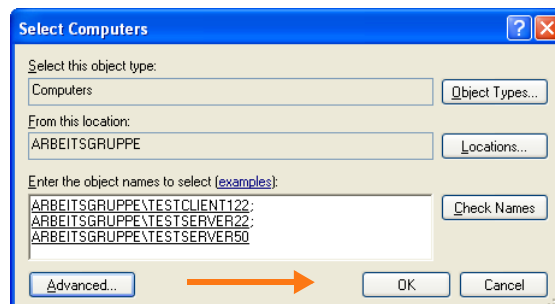 Select Computers
Select this object type:
Computers
Object Types...
From this location:
ARBEITSGRUPPE
Locations...
Enter the object names to select (examples):
ARBEITSGRUPPE\TESTCLIENT122;
ARBEITSGRUPPE\TESTSERVER22;
ARBEITSGRUPPE\TESTSERVER50
Check Names
Advanced...
OK
Cancel